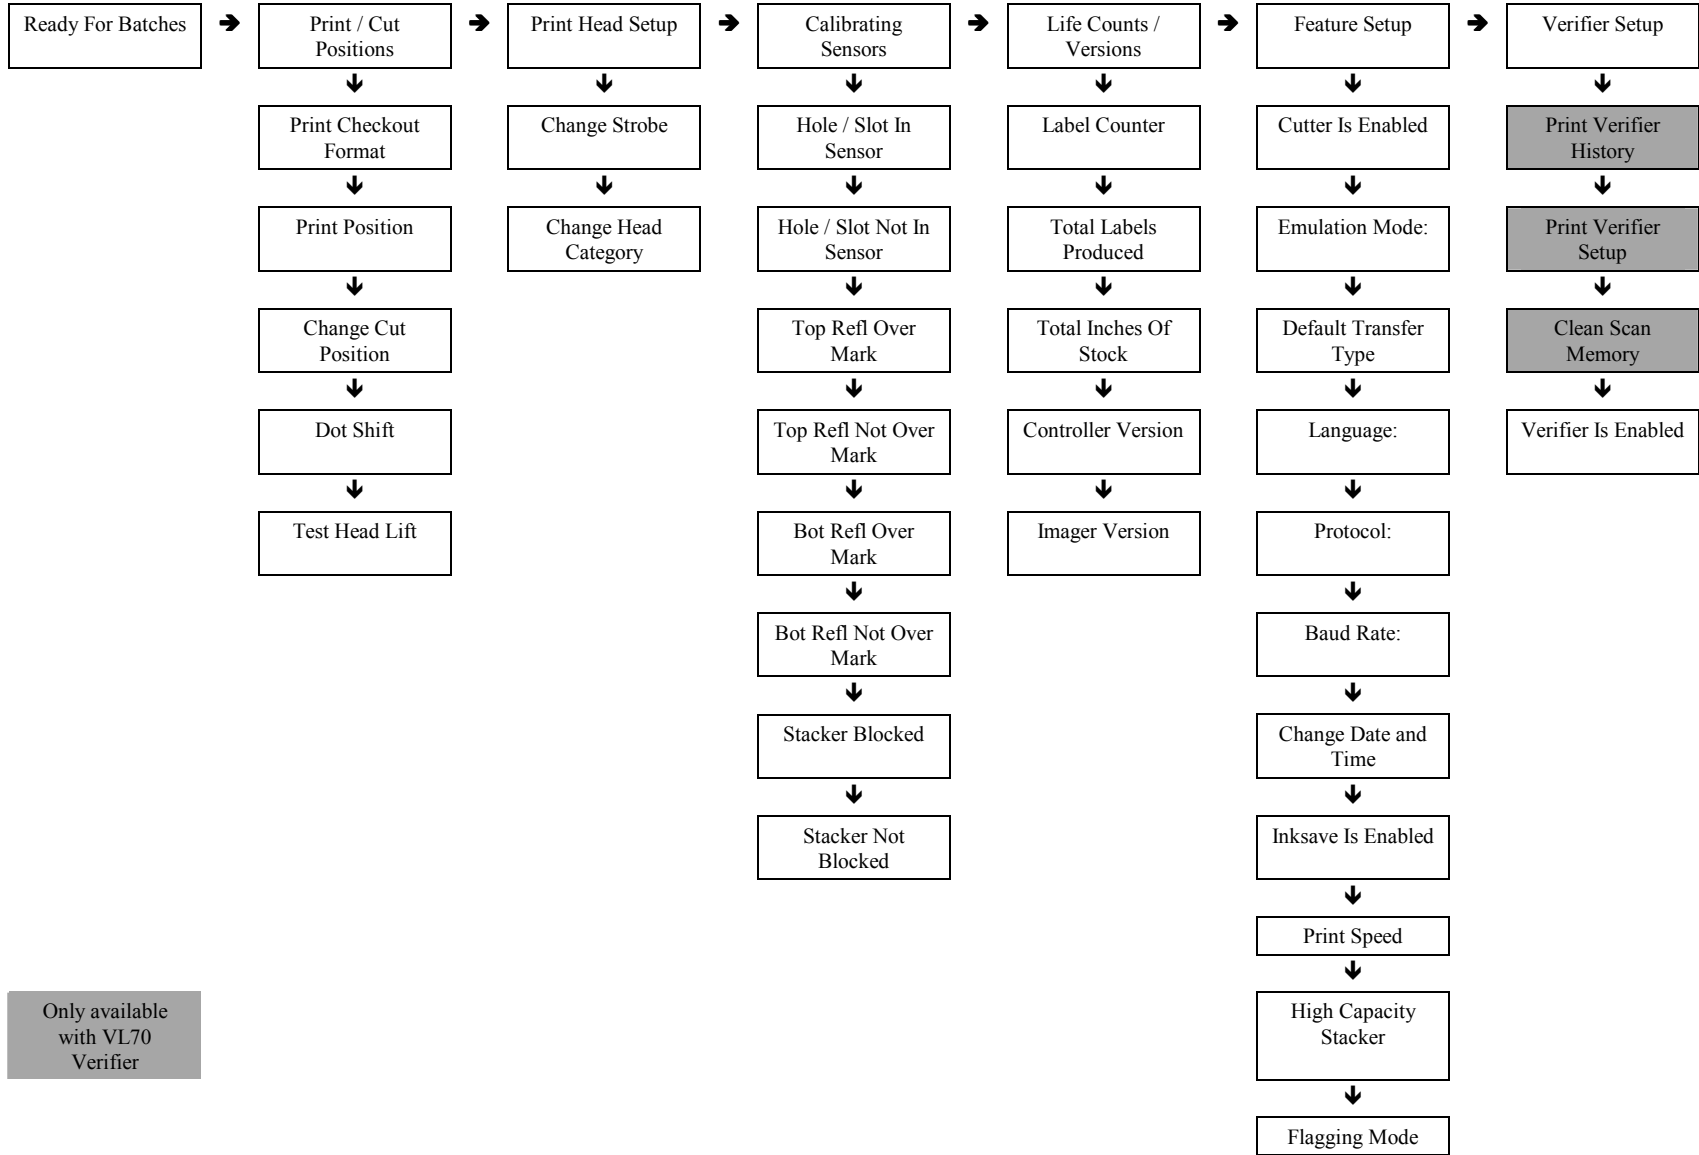 Ready For Batches
Print / Cut
Positions
Print Checkout
Format
Print Position
Change Cut
Position
Dot Shift
Test Head Lift
Print Head Setup
Change Strobe
Change Head
Category
Calibrating
Sensors
Hole / Slot In
Sensor
Hole / Slot Not In
Sensor
Top Refl Over
Mark
Top Refl Not Over
Mark
Bot Refl Over
Mark
Bot Refl Not Over
Mark
Stacker Blocked
Stacker Not
Blocked
Life Counts /
Versions
Label Counter
Total Labels
Produced
Total Inches Of
Stock
Controller Version
Imager Version
Feature Setup
Cutter Is Enabled
Emulation Mode:
Default Transfer
Type
Language:
Protocol:
Baud Rate:
Change Date and
Time
Inksave Is Enabled
Print Speed
High Capacity
Stacker
Flagging Mode
Verifier Setup
Print Verifier
History
Print Verifier
Setup
Clean Scan
Memory
Verifier Is Enabled
Only available
with VL70
Verifier